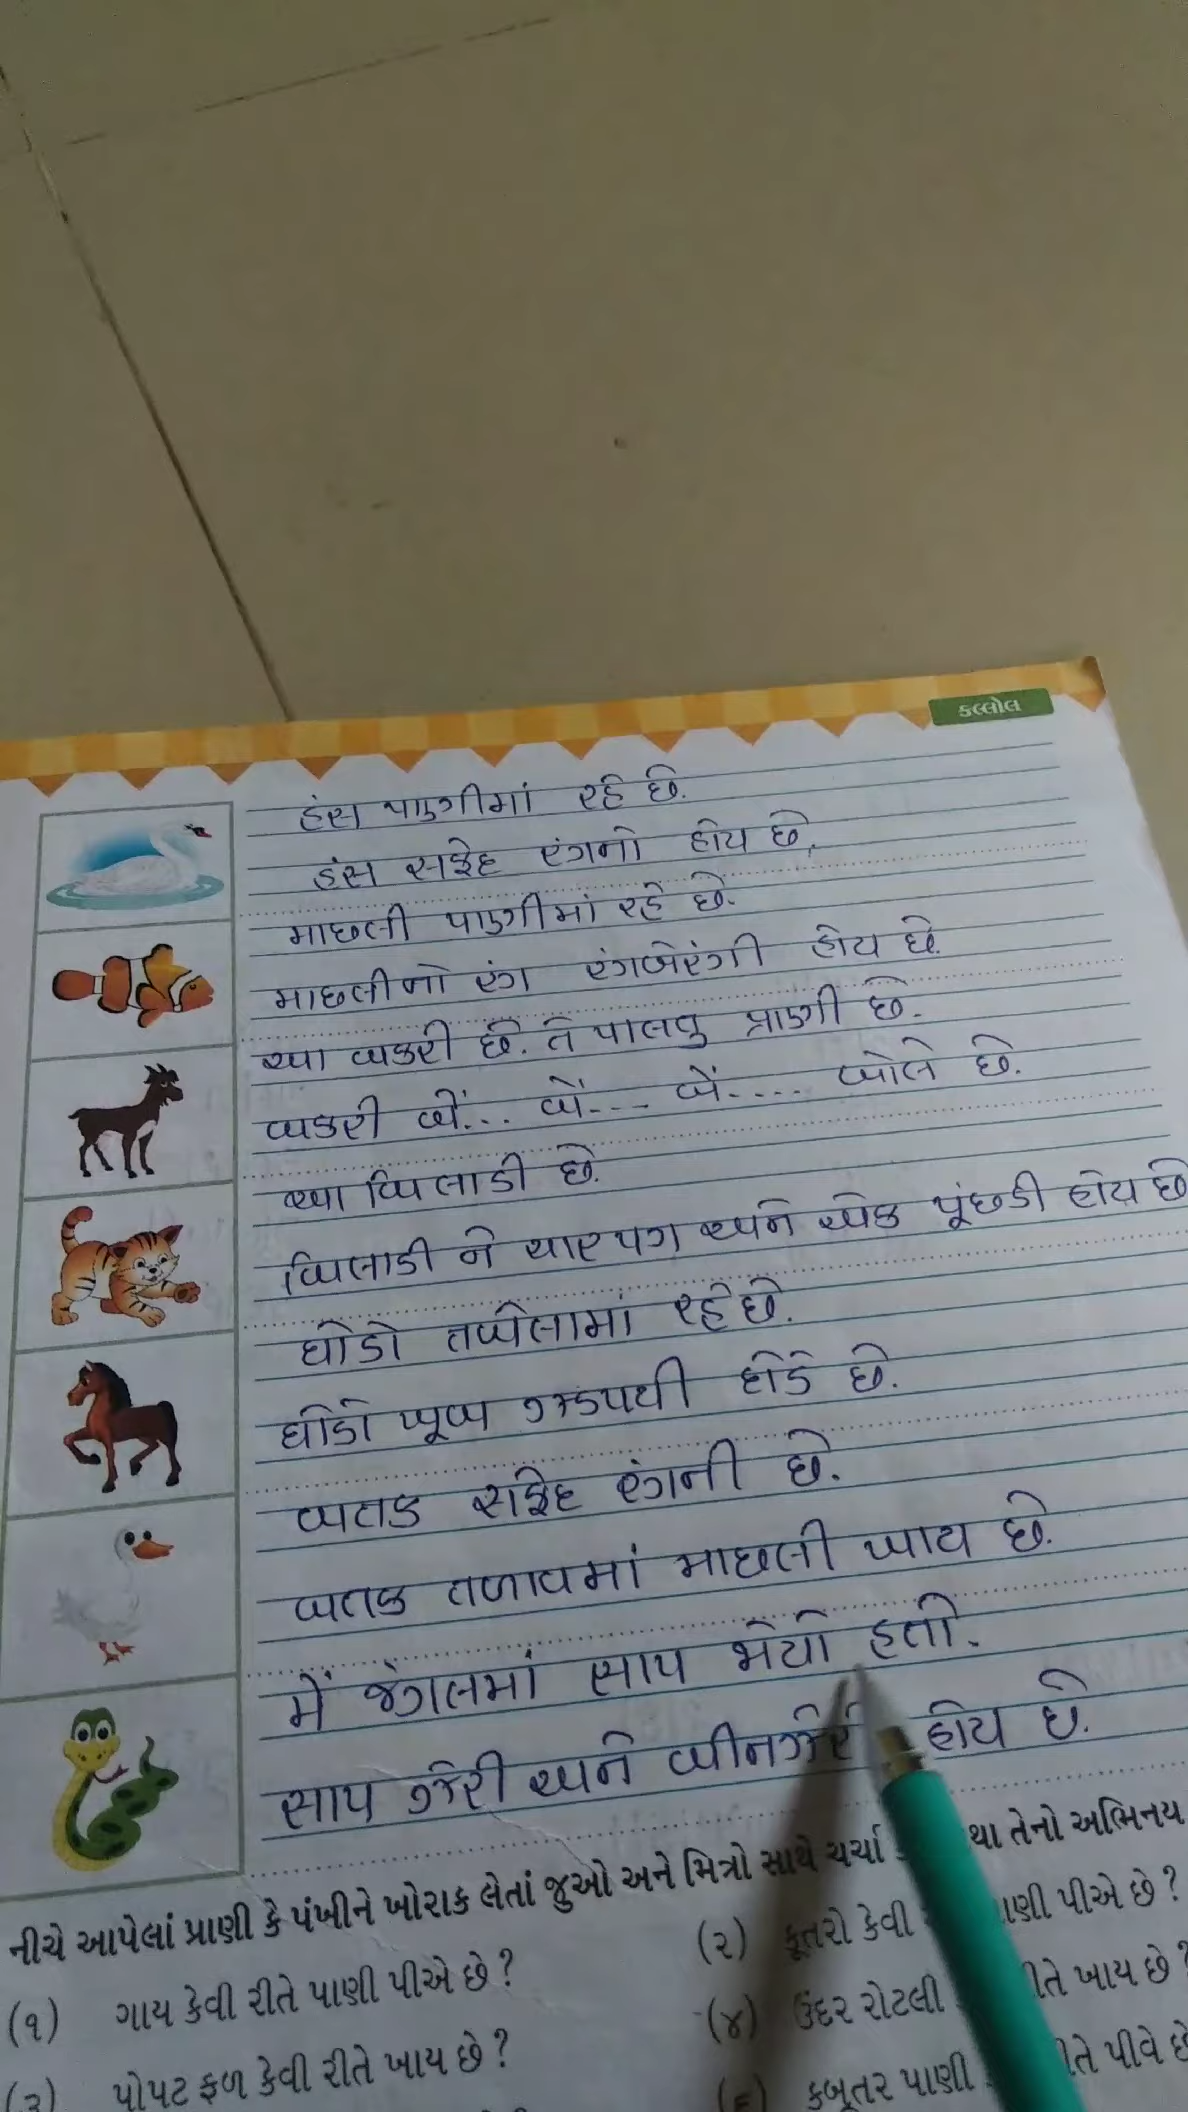 કલ્લોલ
હંસ પાણીમાં રહે છે.
હંસ સફેદ રંગનો હોય છે.
માછલી પાણીમાં રહે છે.
માછલીનો રંગ રંગબેરંગી હોય છે.
આ બકરી છે. તે પાલતુ પ્રાણી છે.
બકરી બેં... બેં--- બેં.... બોલે છે.
આ બિલાડી છે.
બિલાડી ને ચાર પગ અને એક પૂંછડી હોય છે
ઘોડો તબેલામાં રહે છે.
ઘોડો ખૂબ ઝડપથી દોડે છે.
બતક સફેદ રંગની છે.
બતક તળાવમાં માછલી ખાય છે.
મેં જંગલમાં સાપ જોયો હતો.
સાપ ઝેરી અને બીનઝેરી હોય છે.
નીચે આપેલાં પ્રાણી કે પંખીને ખોરાક લેતાં જુઓ અને મિત્રો સાથે ચર્ચા તેનો અભિનય
(૧) ગાય કેવી રીતે પાણી પીએ છે ?
(૨) કૂતરો કેવી પાણી પીએ છે ?
(૩) પોપટ ફળ કેવી રીતે ખાય છે ?
(૪) ઉંદર રોટલી રીતે ખાય છે ?
(૬) કબૂતર પાણી રીતે પીવે છે